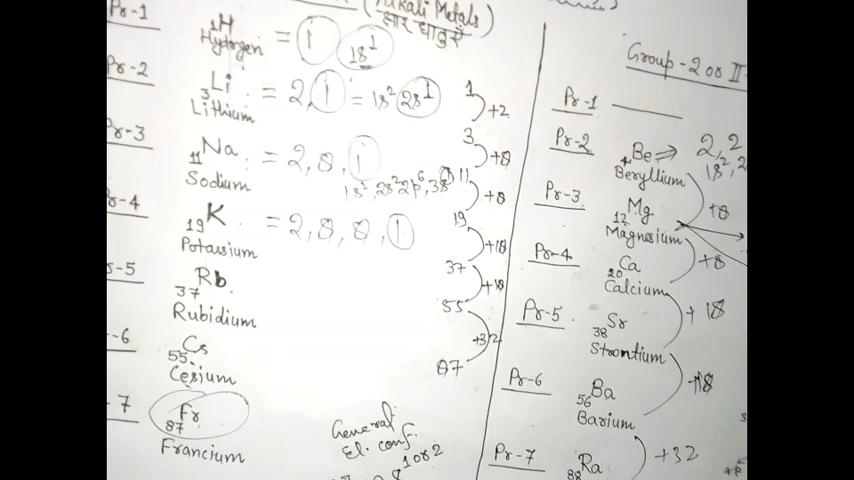 (Alkali Metals)
क्षार धातुएँ
Pr-1
1H = 1 1s¹
Hydrogen
Pr-2
3Li = 2,1 = 1s² 2s¹
Lithium
Pr-3
11Na = 2,8,1
Sodium 1s², 2s² 2p⁶, 3s¹
r-4
19K = 2,8,8,1
Potassium
r-5
37Rb
Rubidium
-6
55Cs
Cesium
-7
87Fr
Francium
1
+2
3
+8
11
+8
19
+18
37
+18
55
+32
87
General
El. conf.
1 or 2
Group-2 or II
Pr-1
Pr-2
4Be ⇒ 2,2
Beryllium 1s², 2
+8
Pr-3
12Mg
Magnesium
+8
Pr-4
20Ca
Calcium
+18
Pr-5
38Sr
Strontium
+18
Pr-6
56Ba
Barium
+32
Pr-7
88Ra